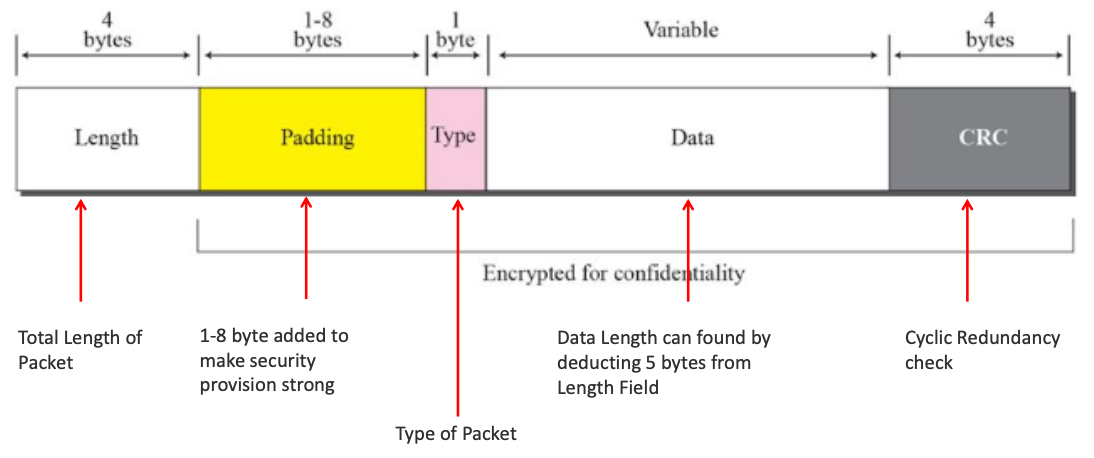 4
bytes
1-8
bytes
1
byte
Variable
4
bytes
Length
Padding
Type
Data
CRC
Encrypted for confidentiality
Total Length of
Packet
1-8 byte added to
make security
provision strong
Type of Packet
Data Length can found by
deducting 5 bytes from
Length Field
Cyclic Redundancy
check